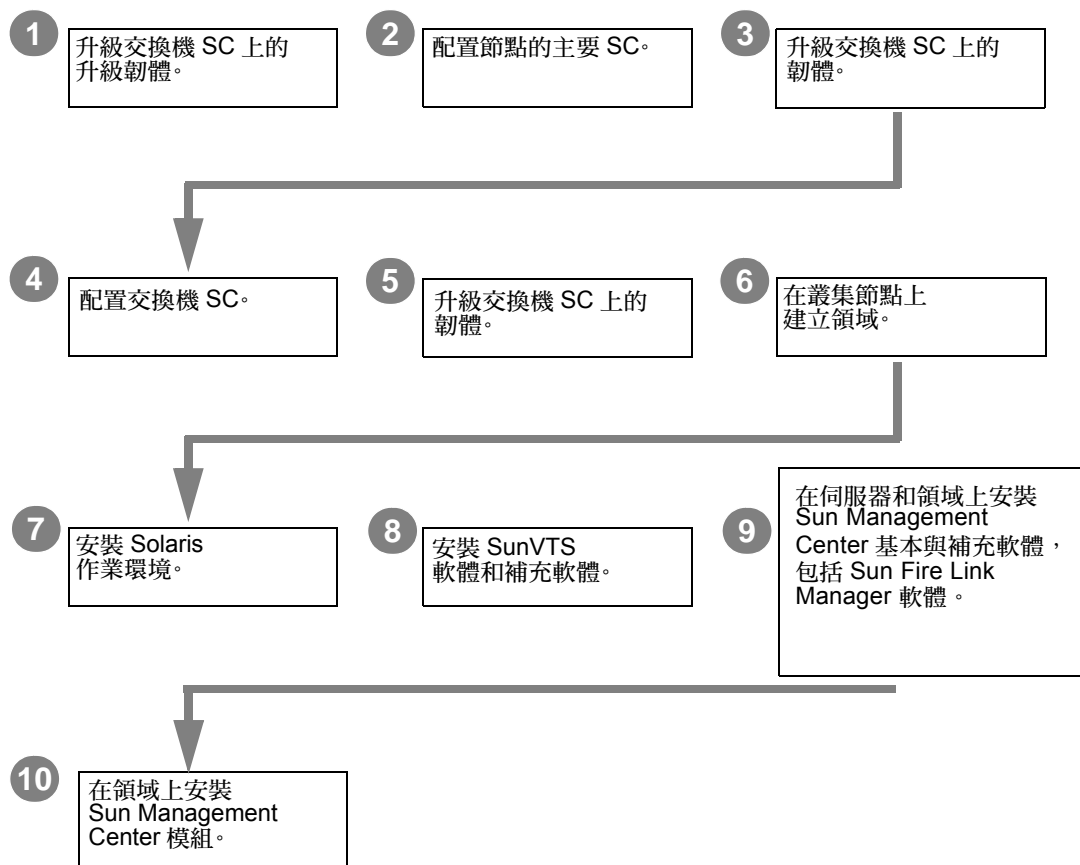 1
升級交換機 SC 上的
升級韌體。
2
配置節點的主要 SC。
3
升級交換機 SC 上的
韌體。
4
配置交換機 SC。
5
升級交換機 SC 上的
韌體。
6
在叢集節點上
建立領域。
7
安裝 Solaris
作業環境。
8
安裝 SunVTS
軟體和補充軟體。
9
在伺服器和領域上安裝
Sun Management
Center 基本與補充軟體，
包括 Sun Fire Link
Manager 軟體。
10
在領域上安裝
Sun Management
Center 模組。